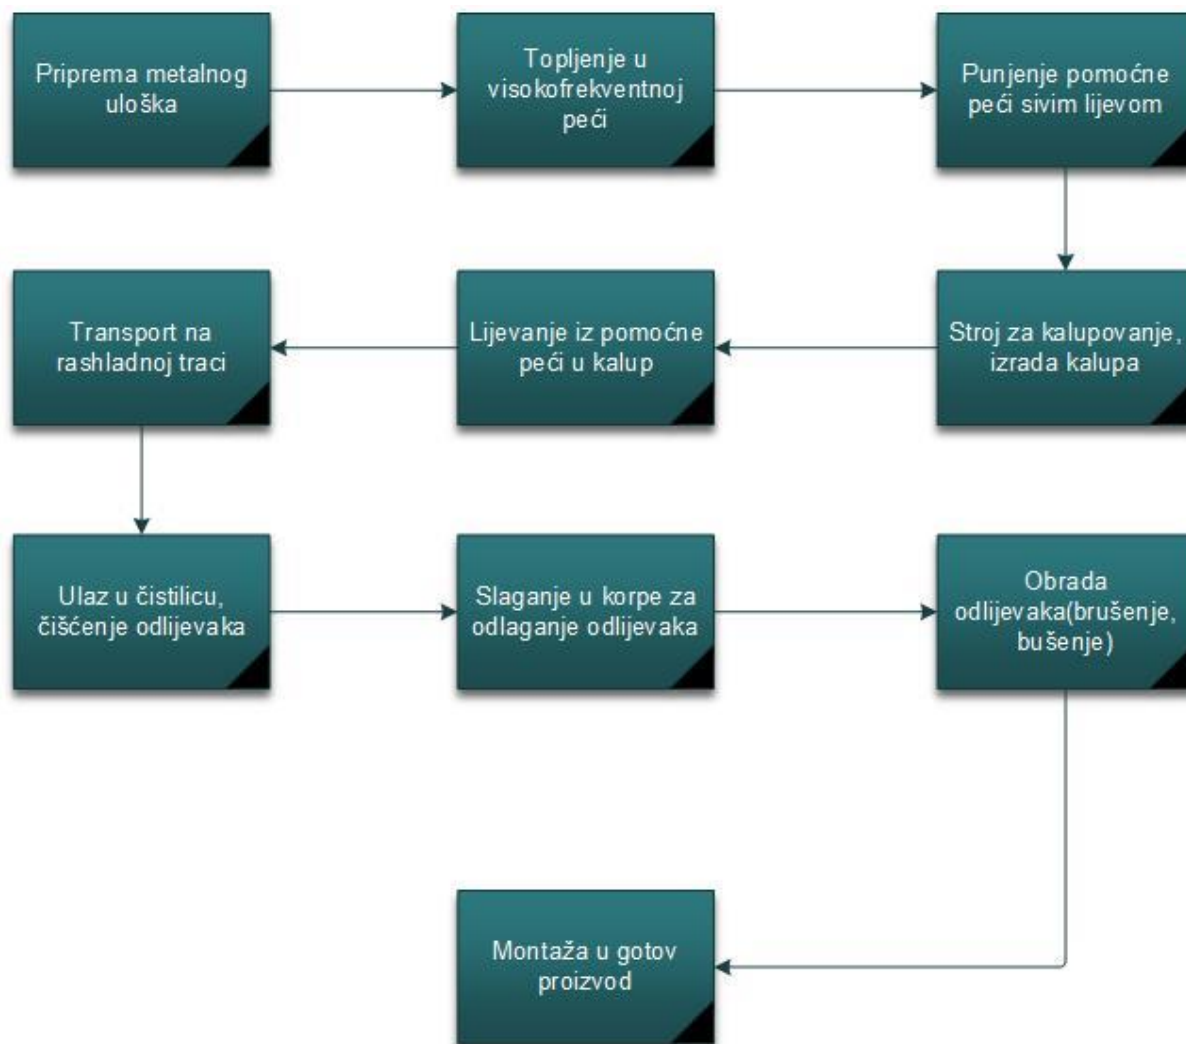 Priprema metalnog
uloška
Topljenje u
visokofrekventnoj
peći
Punjenje pomoćne
peći sivim lijevom
Stroj za kalupovanje,
izrada kalupa
Lijevanje iz pomoćne
peći u kalup
Transport na
rashladnoj traci
Ulaz u čistilicu,
čišćenje odlijevaka
Slaganje u korpe za
odlaganje odlijevaka
Obrada
odlijevaka(brušenje,
bušenje)
Montaža u gotov
proizvod